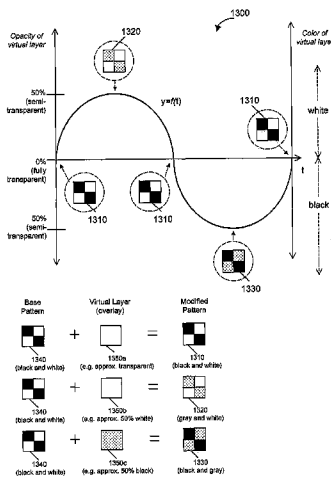 1300
Opacity of
virtual layer
1320
Color of
virtual laye
50%
(semi-
transparent)
y=f(t)
1310
white
0%
(fully
transparent)
t
1310
1310
black
50%
(semi-
transparent)
1330
Base
Pattern
Virtual Layer
(overlay)
Modified
Pattern
+
=
1340
(black and white)
1350a
(e.g. approx. transparent)
1310
(black and white)
+
=
1340
(black and white)
1350b
(e.g. approx. 50% white)
1320
(gray and white)
+
=
1340
(black and white)
1350c
(e.g. approx. 50% black)
1330
(black and gray)